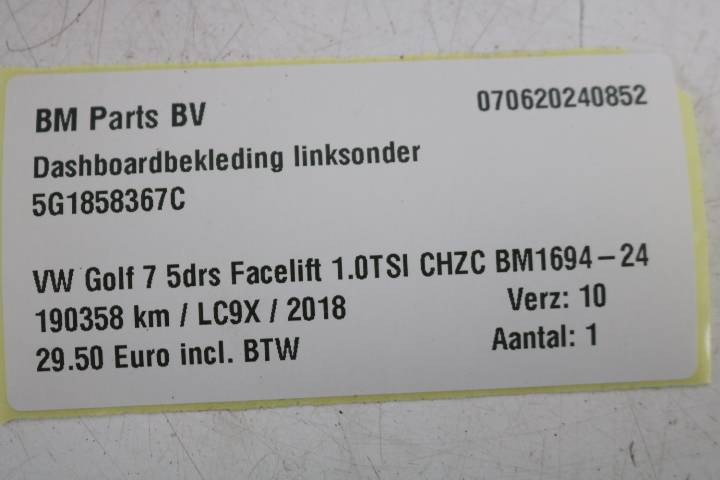 BM Parts BV
070620240852
Dashboardbekleding linksonder
5G1858367C
VW Golf 7 5drs Facelift 1.0TSI CHZC BM1694-24
190358 km / LC9X / 2018
Verz: 10
29.50 Euro incl. BTW
Aantal: 1